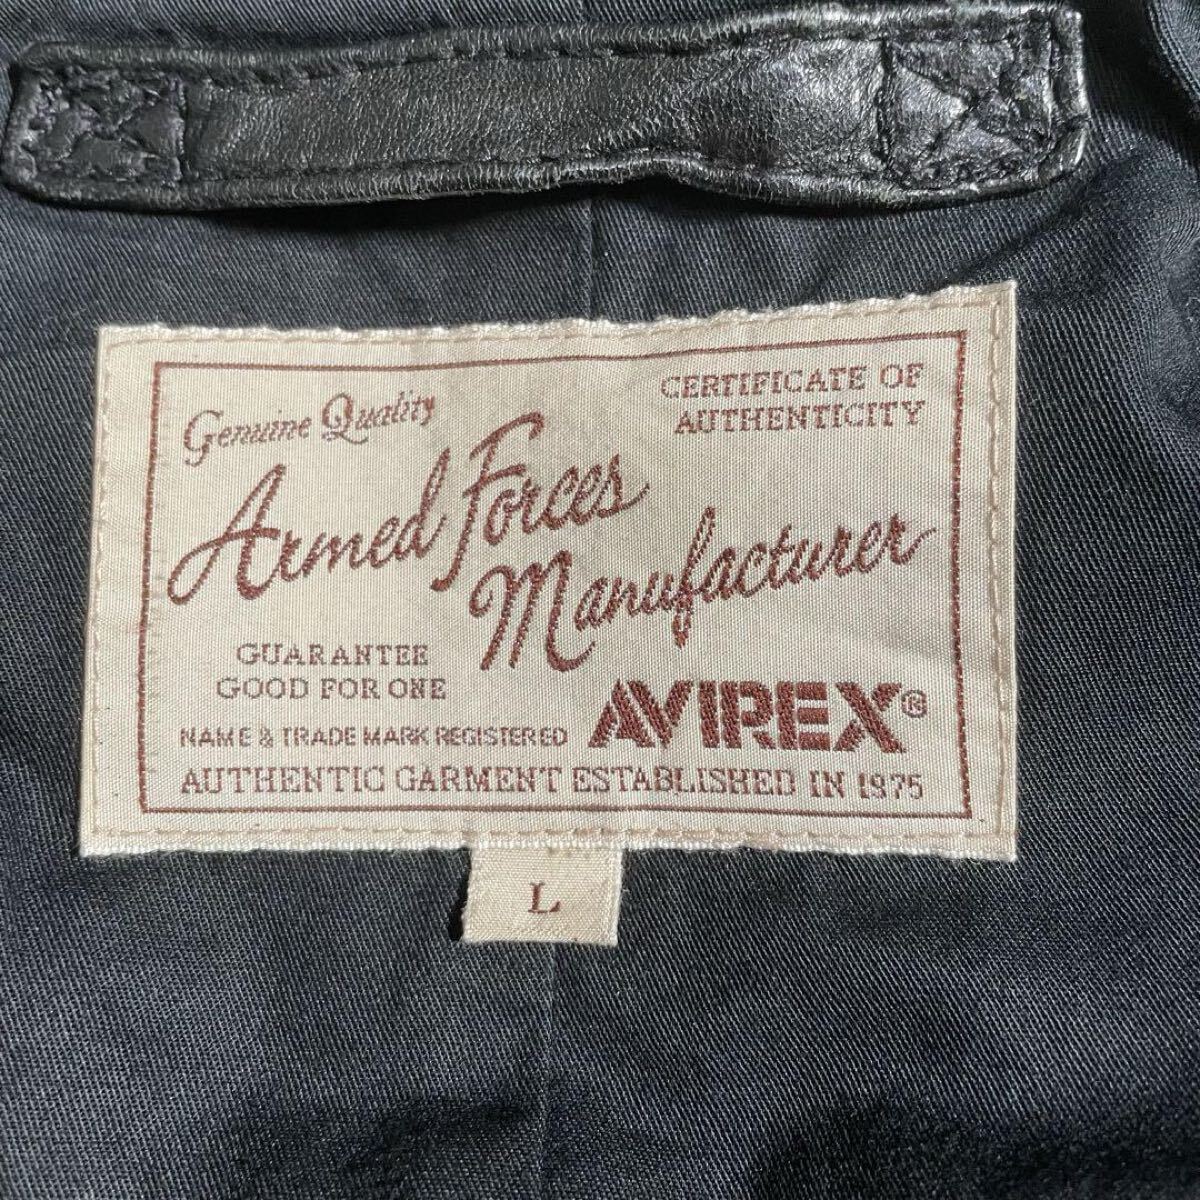 Genuine Quality
CERTIFICATE OF
AUTHENTICITY
Armed Forces
Manufacturer
GUARANTEE
GOOD FOR ONE
NAME & TRADE MARK REGISTERED
AVIREX®
AUTHENTIC GARMENT ESTABLISHED IN 1975
L